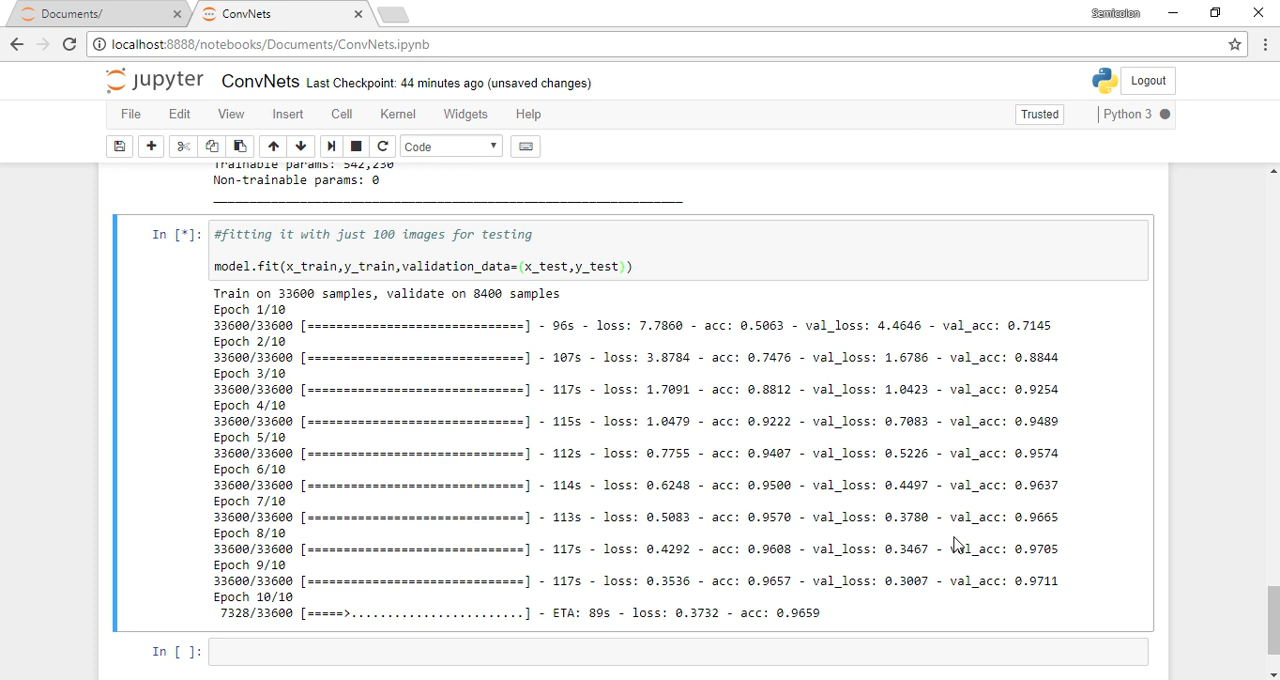 Documents/
ConvNets
Semicolon
localhost:8888/notebooks/Documents/ConvNets.ipynb
jupyter ConvNets Last Checkpoint: 44 minutes ago (unsaved changes)
Logout
File Edit View Insert Cell Kernel Widgets Help
Trusted
Python 3
Code
Trainable params: 542,230
Non-trainable params: 0
In [*]: #fitting it with just 100 images for testing
model.fit(x_train,y_train,validation_data=(x_test,y_test))
Train on 33600 samples, validate on 8400 samples
Epoch 1/10
33600/33600 [==============================] - 96s - loss: 7.7860 - acc: 0.5063 - val_loss: 4.4646 - val_acc: 0.7145
Epoch 2/10
33600/33600 [==============================] - 107s - loss: 3.8784 - acc: 0.7476 - val_loss: 1.6786 - val_acc: 0.8844
Epoch 3/10
33600/33600 [==============================] - 117s - loss: 1.7091 - acc: 0.8812 - val_loss: 1.0423 - val_acc: 0.9254
Epoch 4/10
33600/33600 [==============================] - 115s - loss: 1.0479 - acc: 0.9222 - val_loss: 0.7083 - val_acc: 0.9489
Epoch 5/10
33600/33600 [==============================] - 112s - loss: 0.7755 - acc: 0.9407 - val_loss: 0.5226 - val_acc: 0.9574
Epoch 6/10
33600/33600 [==============================] - 114s - loss: 0.6248 - acc: 0.9500 - val_loss: 0.4497 - val_acc: 0.9637
Epoch 7/10
33600/33600 [==============================] - 113s - loss: 0.5083 - acc: 0.9570 - val_loss: 0.3780 - val_acc: 0.9665
Epoch 8/10
33600/33600 [==============================] - 117s - loss: 0.4292 - acc: 0.9608 - val_loss: 0.3467 - val_acc: 0.9705
Epoch 9/10
33600/33600 [==============================] - 117s - loss: 0.3536 - acc: 0.9657 - val_loss: 0.3007 - val_acc: 0.9711
Epoch 10/10
7328/33600 [=====>........................] - ETA: 89s - loss: 0.3732 - acc: 0.9659
In [ ]: